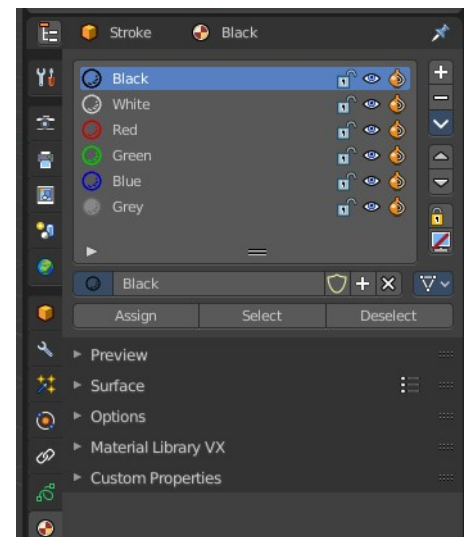 Stroke Black
Black
White
Red
Green
Blue
Grey
Black
Assign Select Deselect
Preview
Surface
Options
Material Library VX
Custom Properties